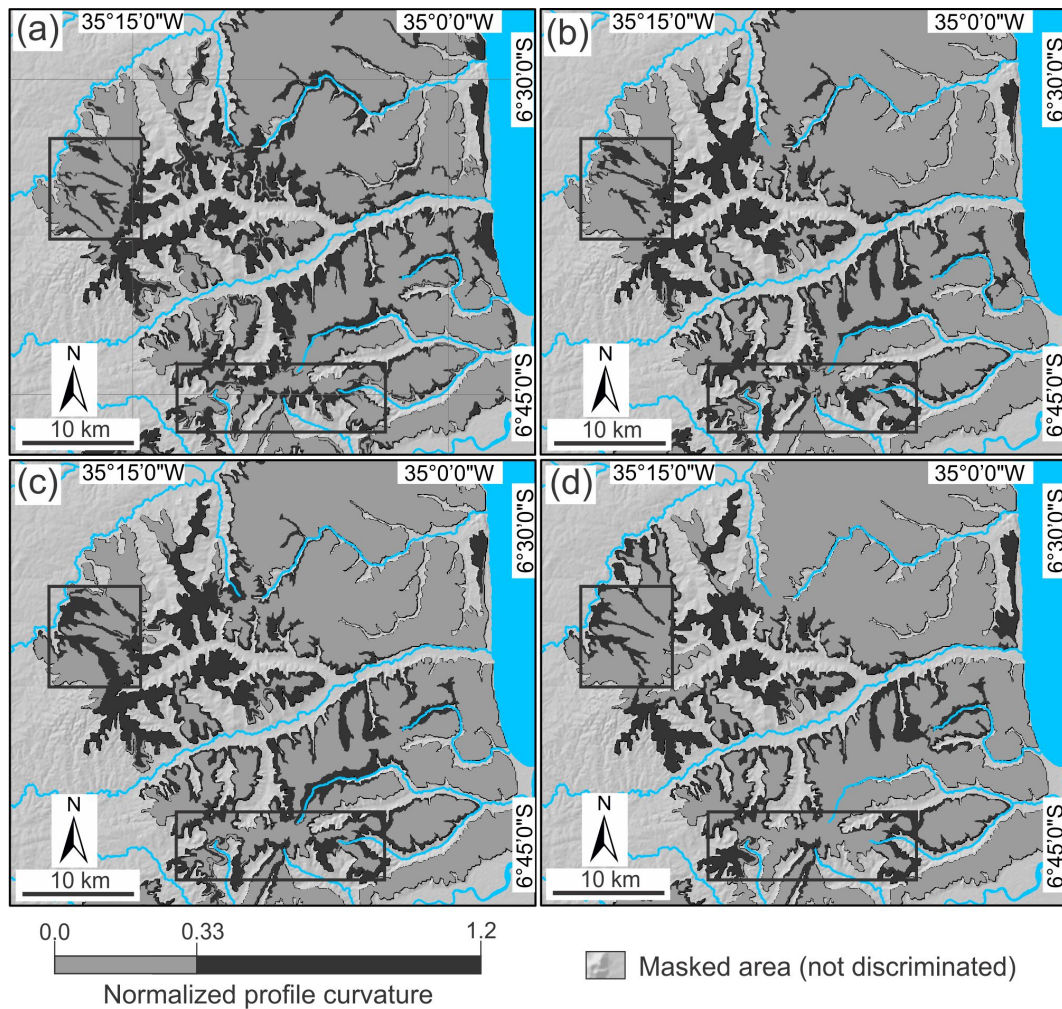 (a)
35°15'0"W
35°0'0"W
6°30'0"S
N
10 km
6°45'0"S
(b)
35°15'0"W
35°0'0"W
6°30'0"S
N
10 km
6°45'0"S
(c)
35°15'0"W
35°0'0"W
6°30'0"S
N
10 km
6°45'0"S
(d)
35°15'0"W
35°0'0"W
6°30'0"S
N
10 km
6°45'0"S
0.0 0.33 1.2
Normalized profile curvature
Masked area (not discriminated)